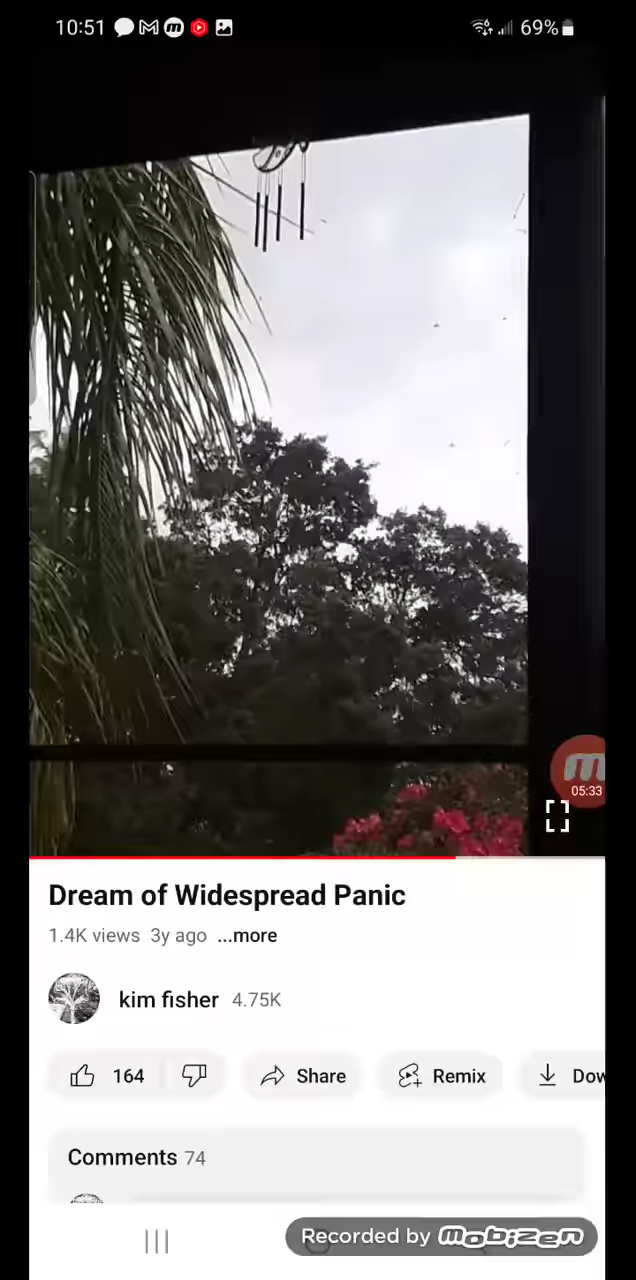 10:51 69%
05:33
Dream of Widespread Panic
1.4K views 3y ago ...more
kim fisher 4.75K
164 Share Remix Dow
Comments 74
Recorded by mobizen